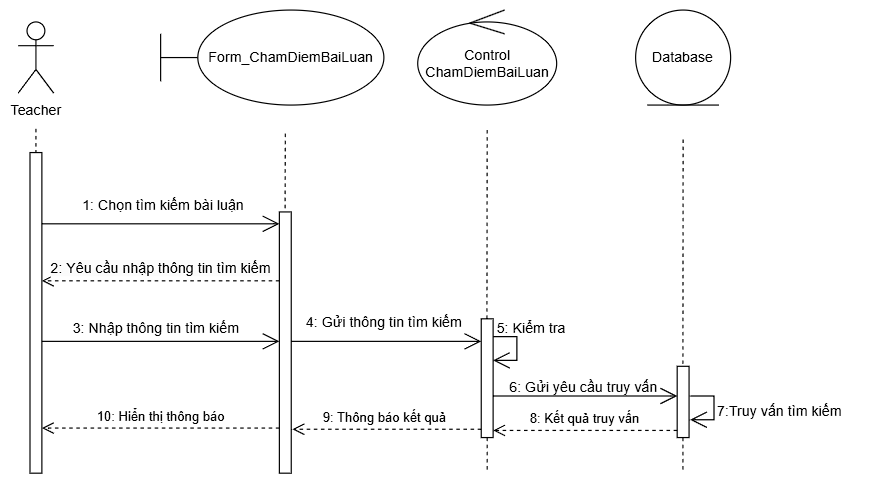 Form_ChamDiemBaiLuan
Control
ChamDiemBaiLuan
Database
Teacher
1: Chọn tìm kiếm bài luận
2: Yêu cầu nhập thông tin tìm kiếm
3: Nhập thông tin tìm kiếm
4: Gửi thông tin tìm kiếm
5: Kiểm tra
6: Gửi yêu cầu truy vấn
7:Truy vấn tìm kiếm
8: Kết quả truy vấn
9: Thông báo kết quả
10: Hiển thị thông báo